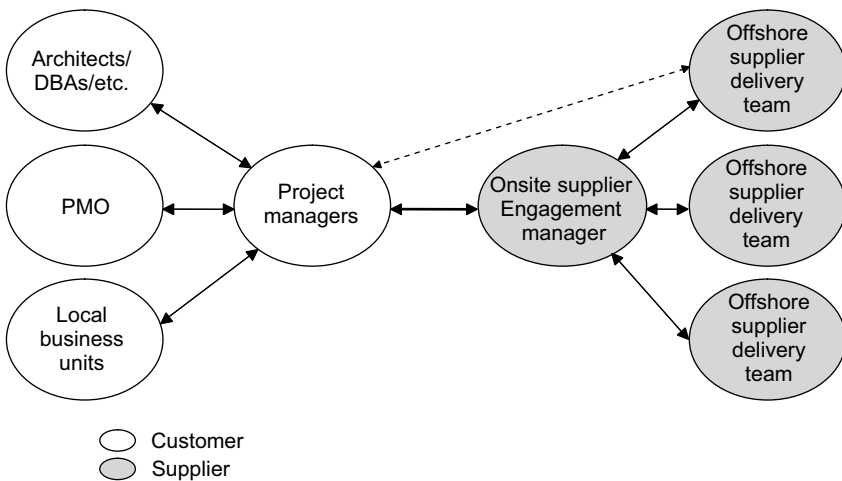 Architects/
DBAs/etc.
PMO
Local
business
units
Project
managers
Onsite supplier
Engagement
manager
Offshore
supplier
delivery
team
Offshore
supplier
delivery
team
Offshore
supplier
delivery
team
Customer
Supplier